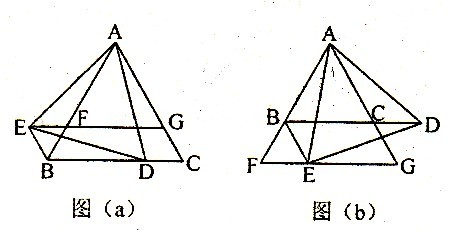 A A
E F G B C D
B D C F E G
图（a） 图（b）